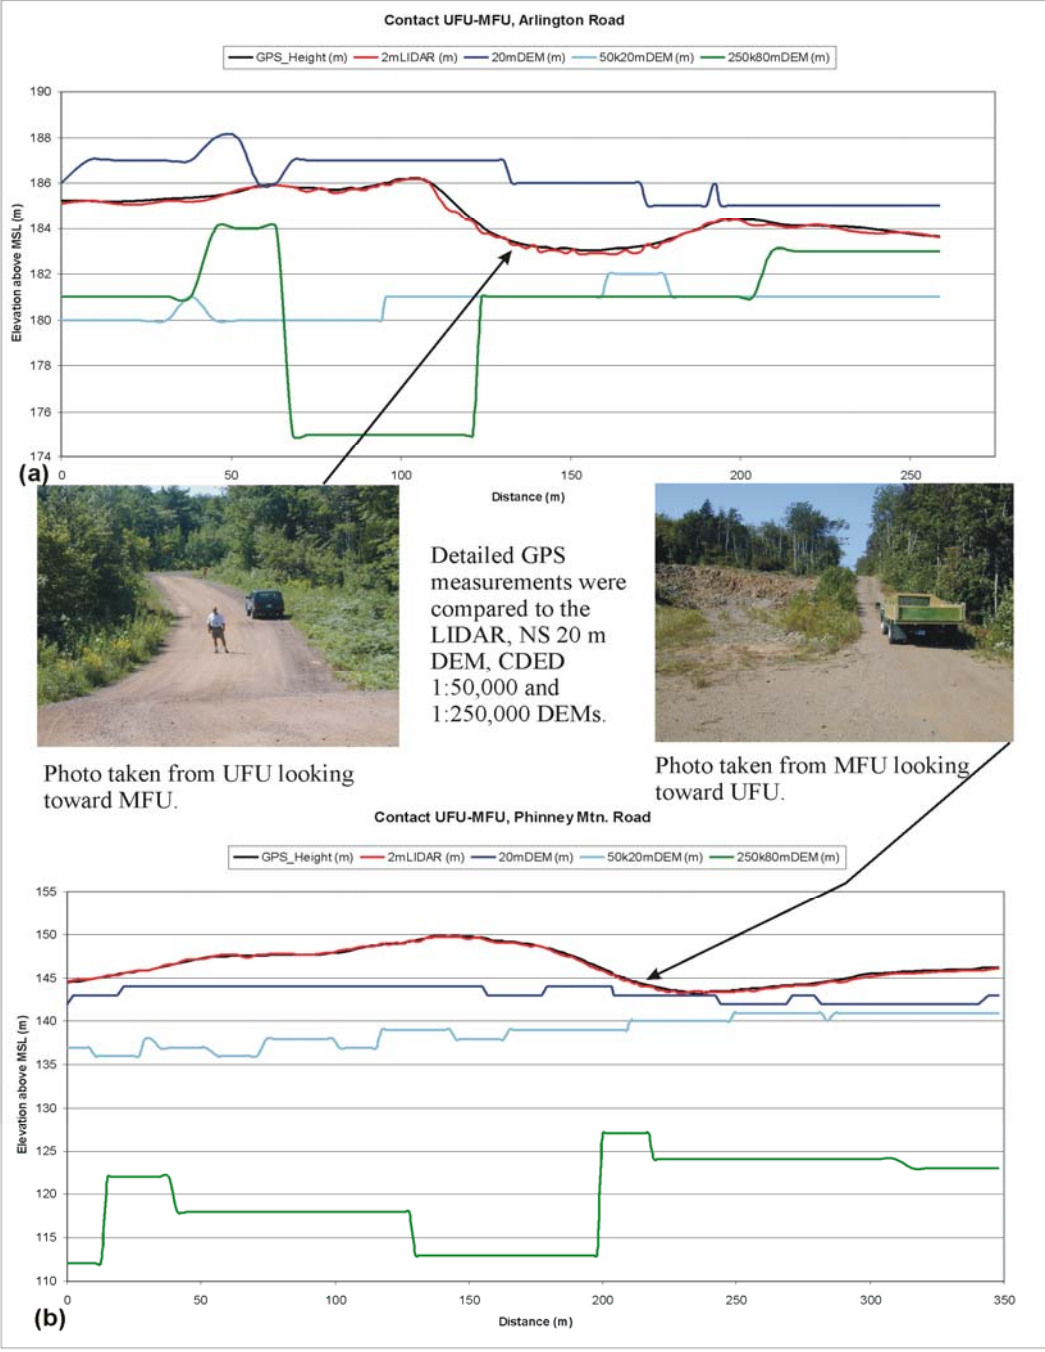 Contact UFU-MFU, Arlington Road
GPS_Height (m) 2mLIDAR (m) 20mDEM (m) 50k20mDEM (m) 250k80mDEM (m)
190
188
186
184
182
180
178
176
174
Elevation above MSL (m)
0 50 100 150 200 250
Distance (m)
(a)
Detailed GPS
measurements were
compared to the
LIDAR, NS 20 m
DEM, CDED
1:50,000 and
1:250,000 DEMs.
Photo taken from UFU looking
toward MFU.
Photo taken from MFU looking
toward UFU.
Contact UFU-MFU, Phinney Mtn. Road
GPS_Height (m) 2mLIDAR (m) 20mDEM (m) 50k20mDEM (m) 250k80mDEM (m)
155
150
145
140
135
130
125
120
115
110
Elevation above MSL (m)
0 50 100 150 200 250 300 350
Distance (m)
(b)